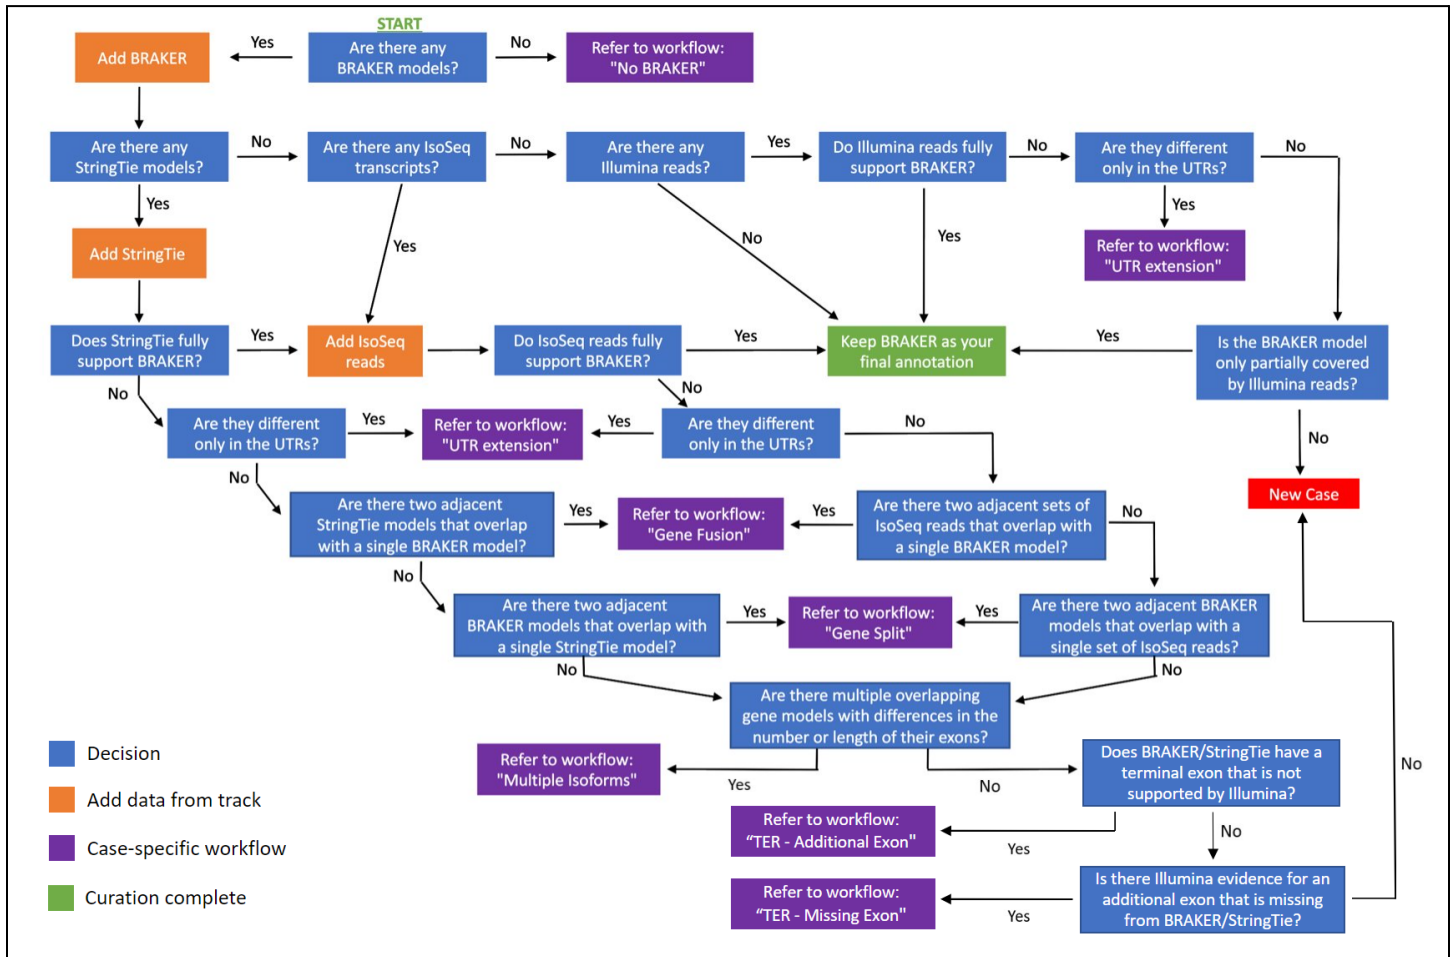 START
Add BRAKER
Yes
Are there any
BRAKER models?
No
Refer to workflow:
"No BRAKER"
Are there any
StringTie models?
No
Are there any IsoSeq
transcripts?
No
Are there any
Illumina reads?
Yes
Do Illumina reads fully
support BRAKER?
No
Are they different
only in the UTRs?
No
Yes
Add StringTie
Yes
No
Yes
Yes
Refer to workflow:
"UTR extension"
Does StringTie fully
support BRAKER?
Yes
Add IsoSeq
reads
Do IsoSeq reads fully
support BRAKER?
Yes
Keep BRAKER as your
final annotation
Yes
Is the BRAKER model
only partially covered
by Illumina reads?
No
No
Are they different
only in the UTRs?
Yes
Refer to workflow:
"UTR extension"
Yes
Are they different
only in the UTRs?
No
No
New Case
No
Are there two adjacent
StringTie models that overlap
with a single BRAKER model?
Yes
Refer to workflow:
"Gene Fusion"
Yes
Are there two adjacent sets of
IsoSeq reads that overlap with
a single BRAKER model?
No
No
Are there two adjacent
BRAKER models that overlap with
a single StringTie model?
Yes
Refer to workflow:
"Gene Split"
Yes
Are there two adjacent BRAKER
models that overlap with a
single set of IsoSeq reads?
No
No
Are there multiple overlapping
gene models with differences in the
number or length of their exons?
Refer to workflow:
"Multiple Isoforms"
Yes
No
Does BRAKER/StringTie have a
terminal exon that is not
supported by Illumina?
No
Refer to workflow:
“TER - Additional Exon"
Yes
No
Refer to workflow:
“TER - Missing Exon"
Yes
Is there Illumina evidence for an
additional exon that is missing
from BRAKER/StringTie?
Decision
Add data from track
Case-specific workflow
Curation complete